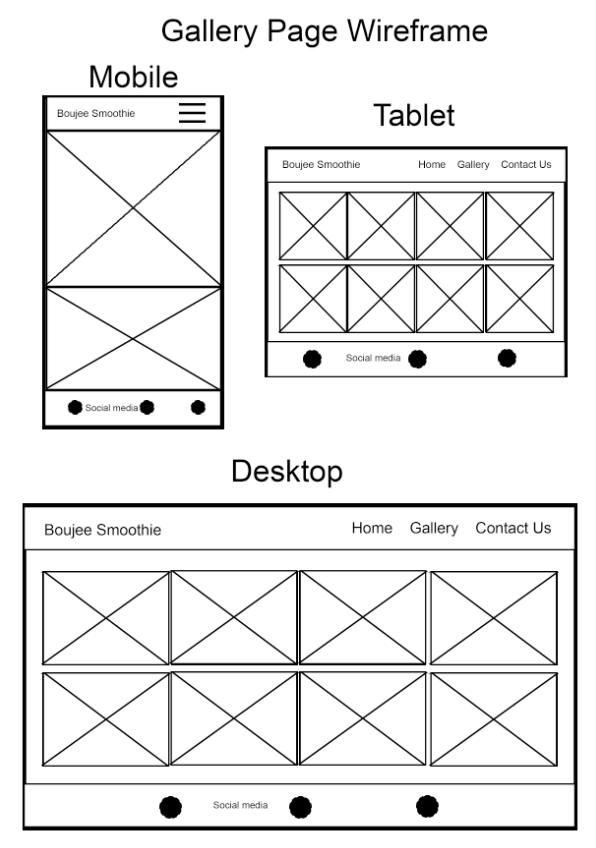 Gallery Page Wireframe
Mobile
Boujee Smoothie
Social media
Tablet
Boujee Smoothie Home Gallery Contact Us
Social media
Desktop
Boujee Smoothie Home Gallery Contact Us
Social media